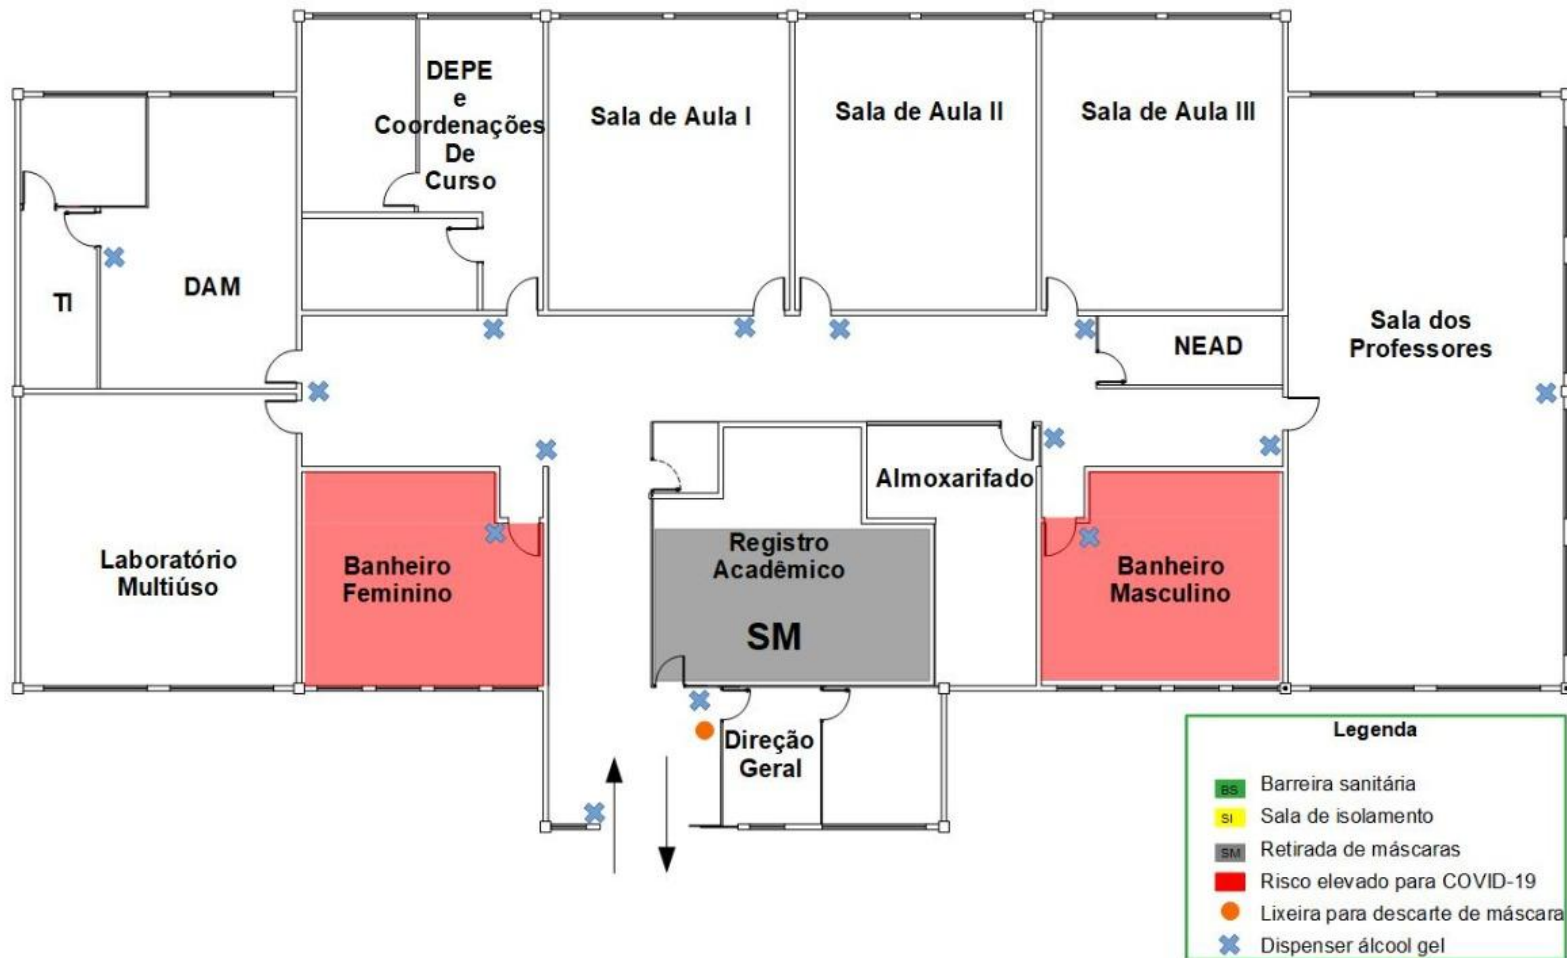 DEPE
e
Coordenações
De
Curso
Sala de Aula I
Sala de Aula II
Sala de Aula III
TI
DAM
NEAD
Sala dos
Professores
Almoxarifado
Laboratório
Multiúso
Banheiro
Feminino
Registro
Acadêmico
SM
Banheiro
Masculino
Direção
Geral
Legenda
BS Barreira sanitária
SI Sala de isolamento
SM Retirada de máscaras
Risco elevado para COVID-19
Lixeira para descarte de máscara
Dispenser álcool gel